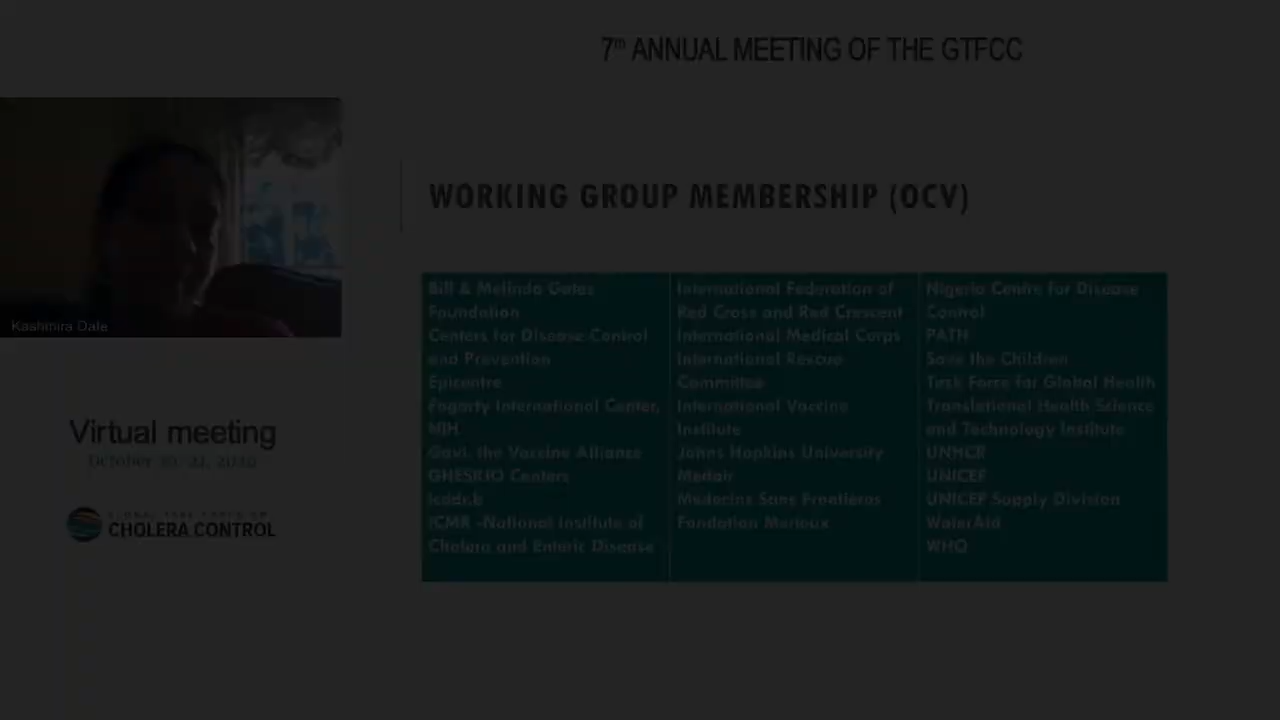 7th ANNUAL MEETING OF THE GTFCC
Kashmira Date
WORKING GROUP MEMBERSHIP (OCV)
Bill & Melinda Gates
Foundation
Centers for Disease Control
and Prevention
Epicentre
Fogarty International Center,
NIH
Gavi, the Vaccine Alliance
GHESKIO Centers
icddr,b
ICMR -National Institute of
Cholera and Enteric Disease
International Federation of
Red Cross and Red Crescent
International Medical Corps
International Rescue
Committee
International Vaccine
Institute
Johns Hopkins University
Medair
Medecins Sans Frontieres
Fondation Merieux
Nigeria Centre for Disease
Control
PATH
Save the Children
Task Force for Global Health
Translational Health Science
and Technology Institute
UNHCR
UNICEF
UNICEF Supply Division
WaterAid
WHO
Virtual meeting
October
GLOBAL TASK FORCE ON
CHOLERA CONTROL